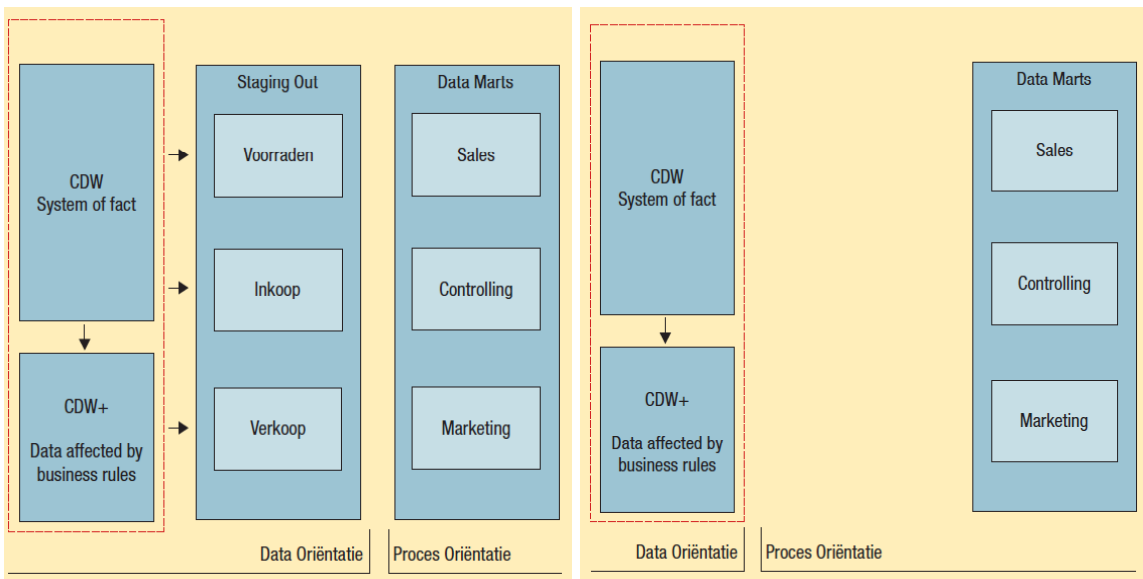 CDW
System of fact
CDW+
Data affected by
business rules
Staging Out
Voorraden
Inkoop
Verkoop
Data Marts
Sales
Controlling
Marketing
Data Oriëntatie
Proces Oriëntatie
CDW
System of fact
CDW+
Data affected by
business rules
Data Marts
Sales
Controlling
Marketing
Data Oriëntatie
Proces Oriëntatie